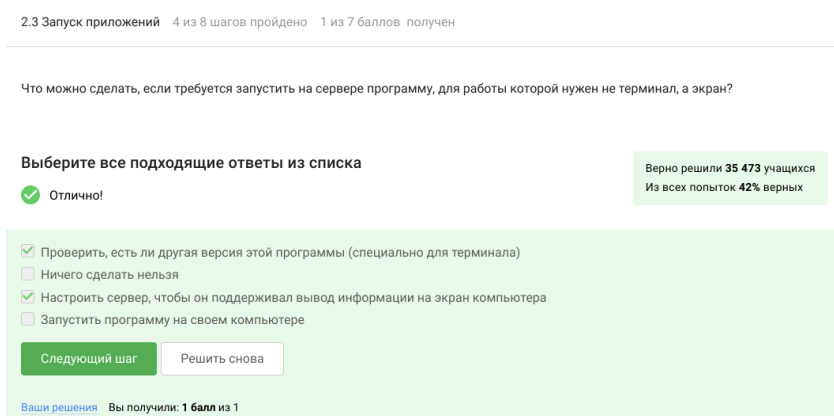 2.3 Запуск приложений 4 из 8 шагов пройдено 1 из 7 баллов получен
Что можно сделать, если требуется запустить на сервере программу, для работы которой нужен не терминал, а экран?
Выберите все подходящие ответы из списка
Верно решили 35 473 учащихся
Из всех попыток 42% верных
Отлично!
Проверить, есть ли другая версия этой программы (специально для терминала)
Ничего сделать нельзя
Настроить сервер, чтобы он поддерживал вывод информации на экран компьютера
Запустить программу на своем компьютере
Следующий шаг Решить снова
Ваши решения Вы получили: 1 балл из 1